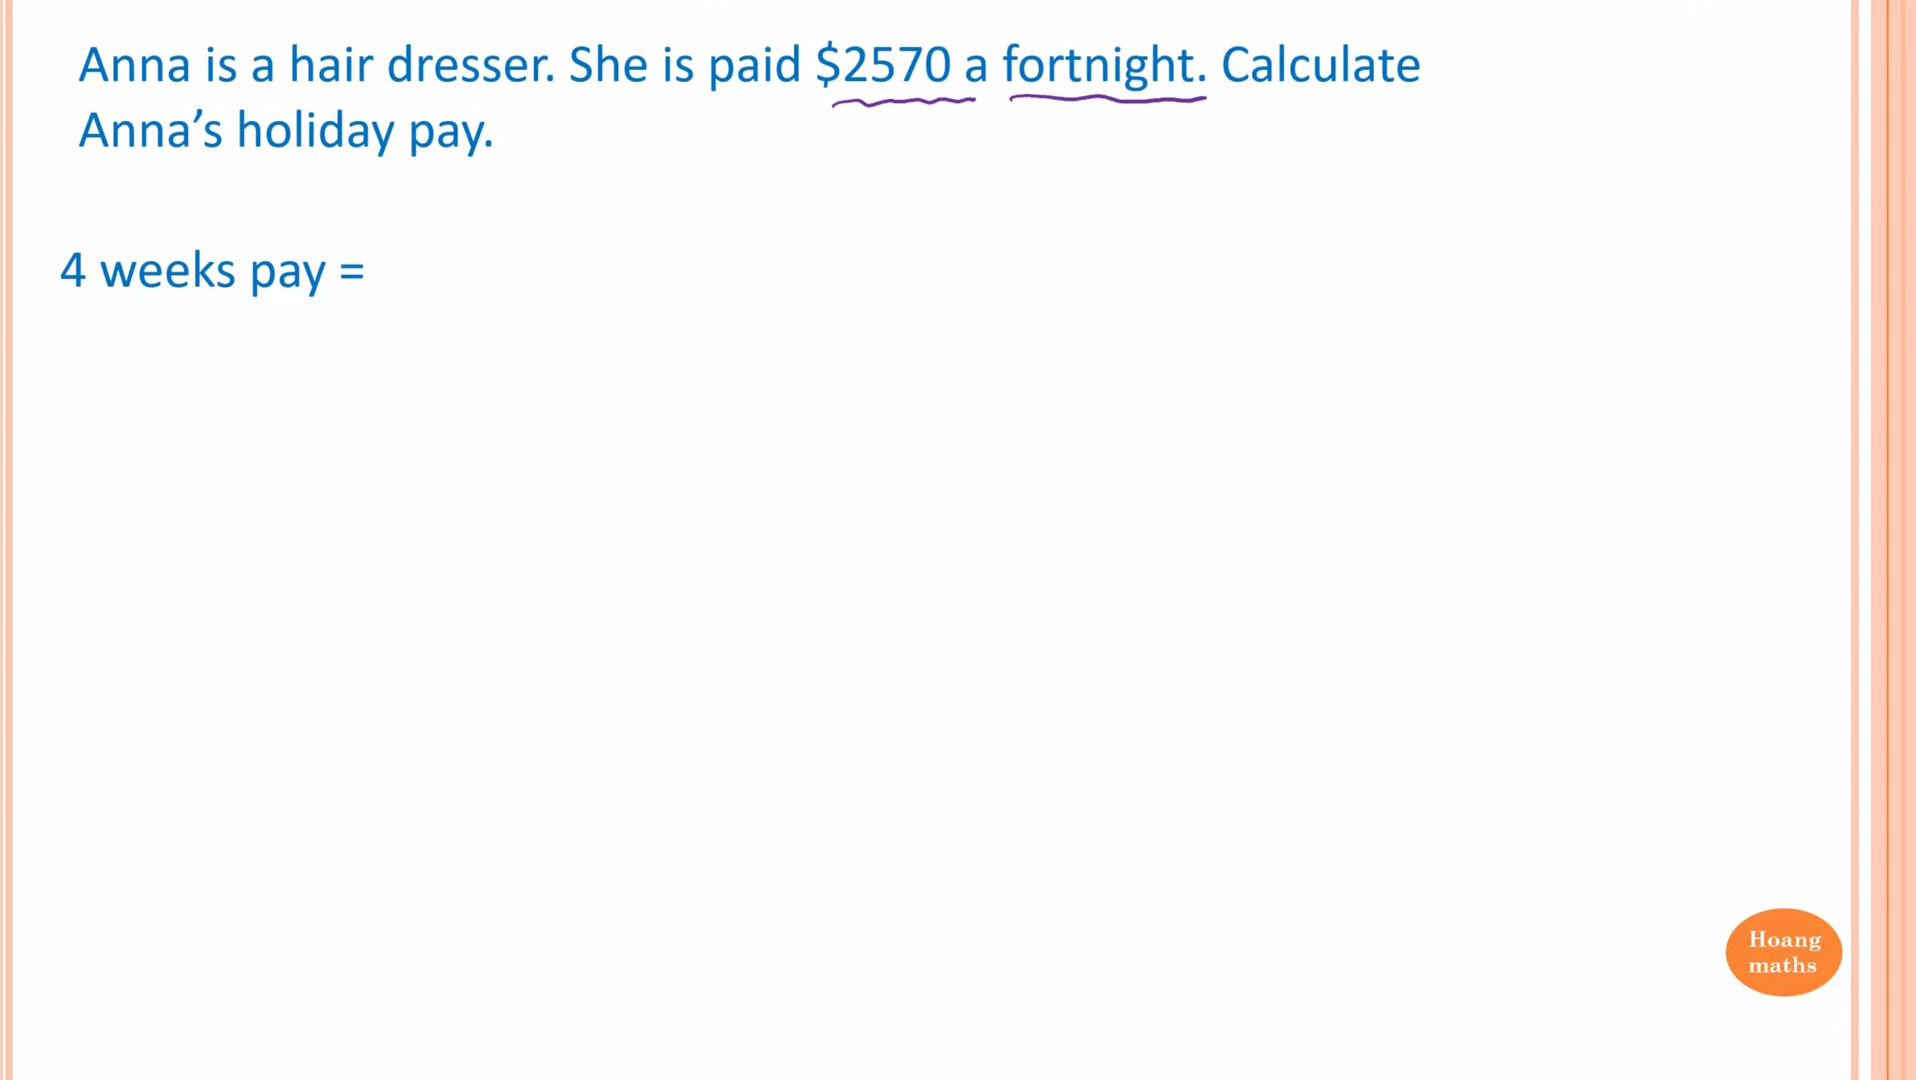 Anna is a hair dresser. She is paid $2570 a fortnight. Calculate
Anna’s holiday pay.
4 weeks pay =
Hoang
maths